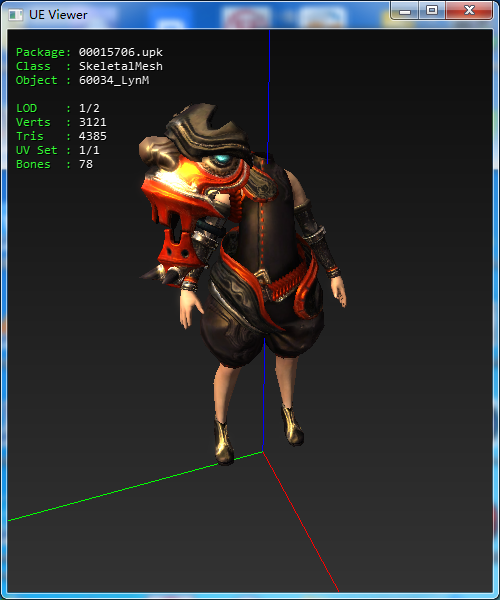 UE Viewer
Package: 00015706.upk
Class : SkeletalMesh
Object : 60034_LynM
LOD : 1/2
Verts : 3121
Tris : 4385
UV Set : 1/1
Bones : 78